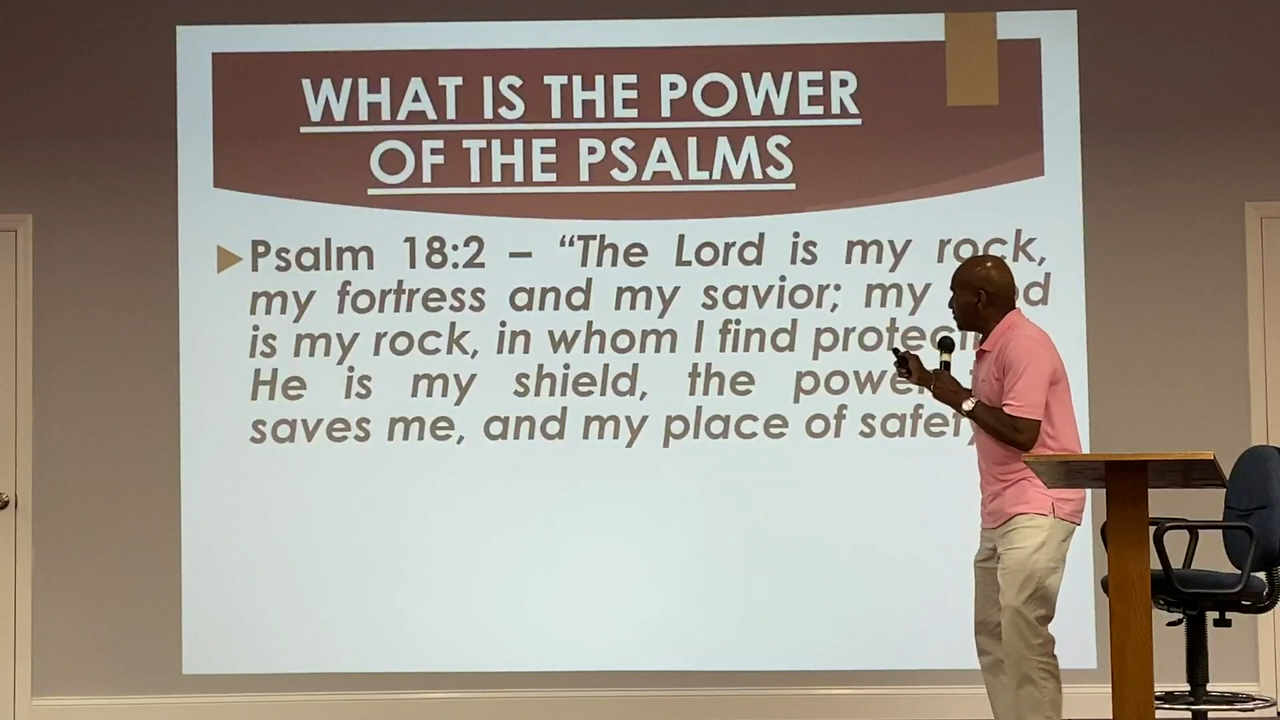 WHAT IS THE POWER
OF THE PSALMS
Psalm 18:2 – “The Lord is my rock,
my fortress and my savior; my
is my rock, in whom I find
He is my shield, the
saves me, and my place of